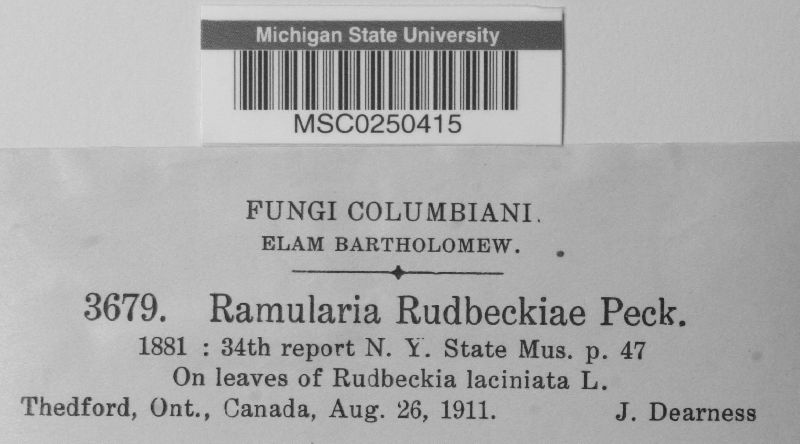 Michigan State University
MSC0250415
FUNGI COLUMBIANI.
ELAM BARTHOLOMEW.
3679. Ramularia Rudbeckiae Peck.
1881 : 34th report N. Y. State Mus. p. 47
On leaves of Rudbeckia laciniata L.
Thedford, Ont., Canada, Aug. 26, 1911. J. Dearness